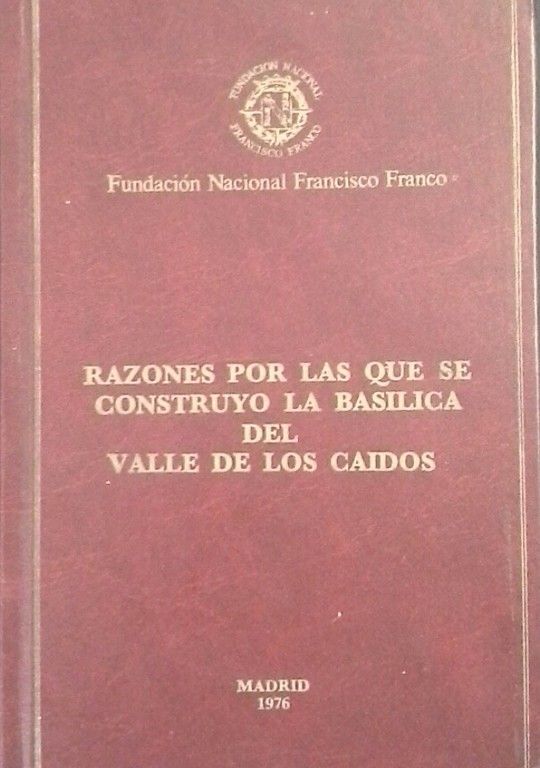 FUNDACION NACIONAL
FRANCISCO FRANCO
Fundación Nacional Francisco Franco
RAZONES POR LAS QUE SE
CONSTRUYO LA BASILICA
DEL
VALLE DE LOS CAIDOS
MADRID
1976